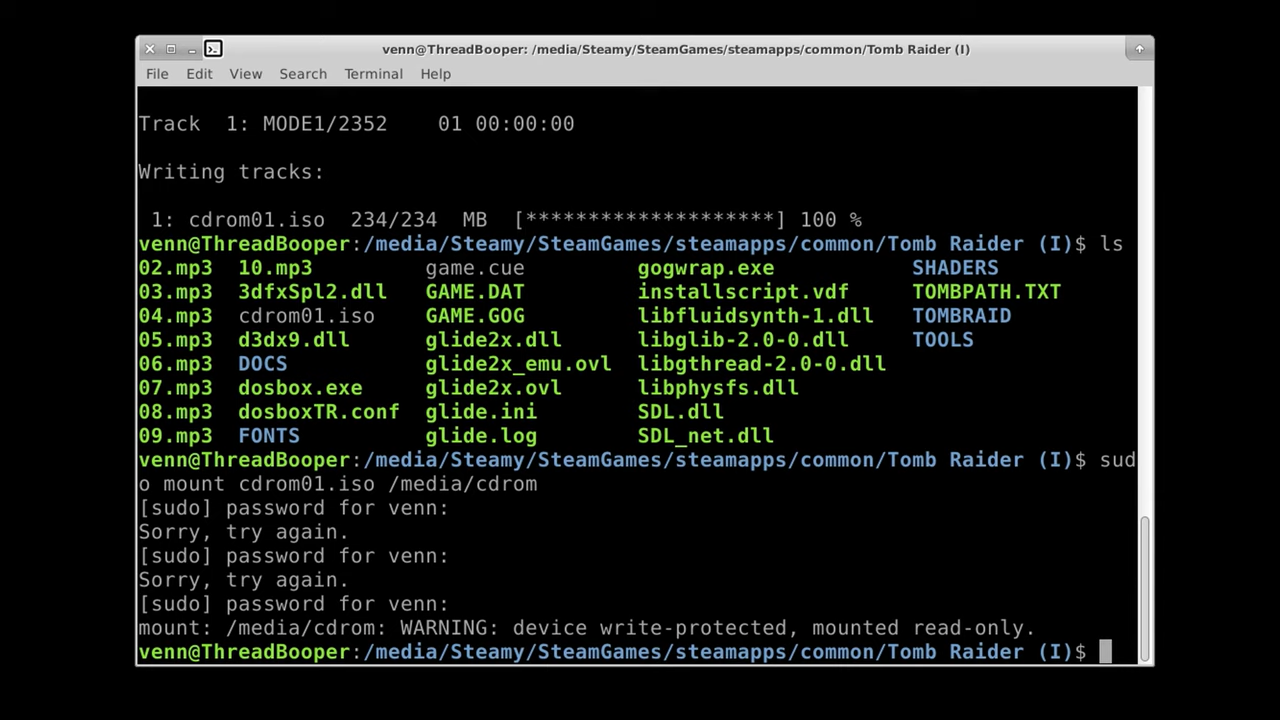 venn@ThreadBooper: /media/Steamy/SteamGames/steamapps/common/Tomb Raider (I)
File Edit View Search Terminal Help
Track  1: MODE1/2352    01 00:00:00
Writing tracks:
 1: cdrom01.iso  234/234  MB  [********************] 100 %
venn@ThreadBooper:/media/Steamy/SteamGames/steamapps/common/Tomb Raider (I)$ ls
02.mp3  10.mp3         game.cue         gogwrap.exe           SHADERS
03.mp3  3dfxSpl2.dll   GAME.DAT         installscript.vdf     TOMBPATH.TXT
04.mp3  cdrom01.iso    GAME.GOG         libfluidsynth-1.dll   TOMBRAID
05.mp3  d3dx9.dll      glide2x.dll      libglib-2.0-0.dll     TOOLS
06.mp3  DOCS           glide2x_emu.ovl  libgthread-2.0-0.dll
07.mp3  dosbox.exe     glide2x.ovl      libphysfs.dll
08.mp3  dosboxTR.conf  glide.ini        SDL.dll
09.mp3  FONTS          glide.log        SDL_net.dll
venn@ThreadBooper:/media/Steamy/SteamGames/steamapps/common/Tomb Raider (I)$ sud
o mount cdrom01.iso /media/cdrom
[sudo] password for venn:
Sorry, try again.
[sudo] password for venn:
Sorry, try again.
[sudo] password for venn:
mount: /media/cdrom: WARNING: device write-protected, mounted read-only.
venn@ThreadBooper:/media/Steamy/SteamGames/steamapps/common/Tomb Raider (I)$